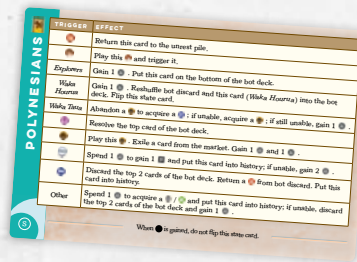 POLYNESIANS
TRIGGER EFFECT
Return this card to the unrest pile.
Play this and trigger it.
Explorers Gain 1 . Put this card on the bottom of the bot deck.
Waka Hourua Gain 1 . Reshuffle bot discard and this card (Waka Hourua) into the bot
deck. Flip this state card.
Waka Taua Abandon a to acquire a ; if unable, acquire a ; if still unable, gain 1 .
Resolve the top card of the bot deck.
Play this . Exile a card from the market. Gain 1 and 1 .
Spend 1 to gain 1 and put this card into history; if unable, gain 2 .
Discard the top 2 cards of the bot deck. Return a from bot discard. Put this
card into history.
Other Spend 1 to acquire a / and put this card into history; if unable, discard
the top 2 cards of the bot deck and gain 1 .
When is gained, do not flip this state card.
S